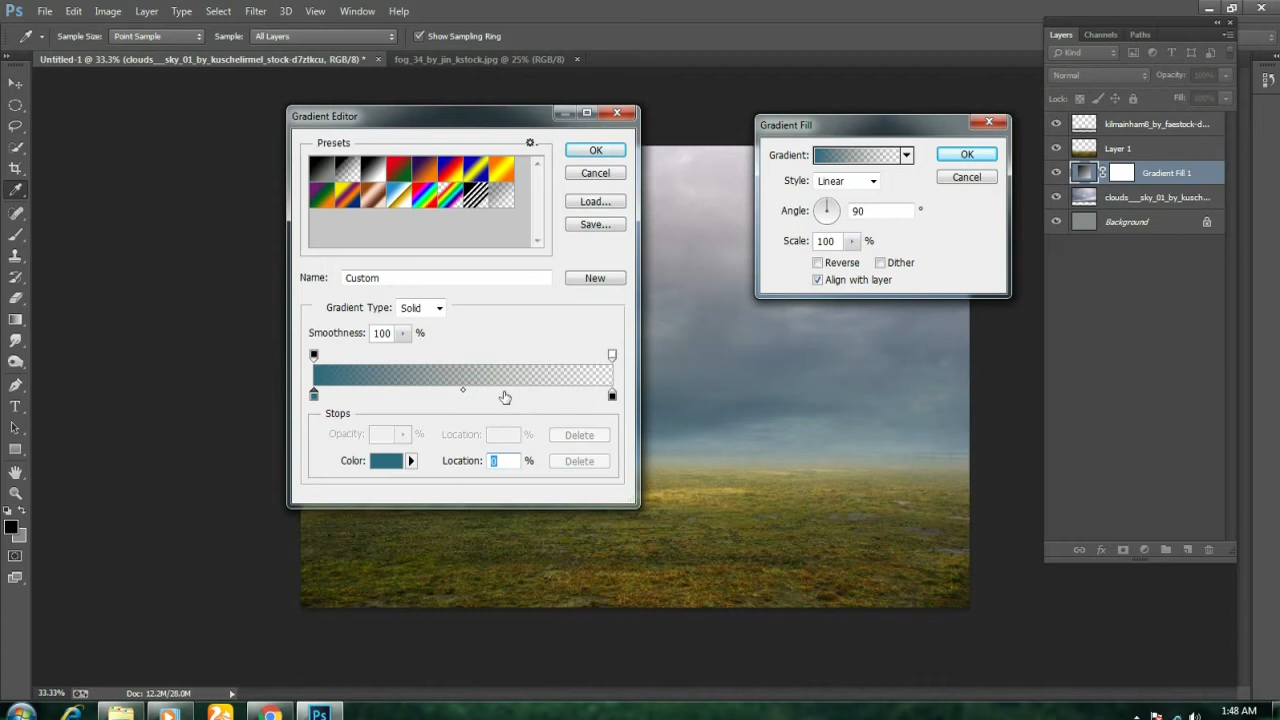 Ps File Edit Image Layer Type Select Filter 3D View Window Help
Sample Size: Point Sample Sample: All Layers Show Sampling Ring
Untitled-1 @ 33.3% (clouds__sky_01_by_kuschelirmel_stock-d7ztkcu, RGB/8) * × fog_34_by_jin_kstock.jpg @ 25% (RGB/8) ×
Gradient Editor
Presets
OK
Cancel
Load...
Save...
Name: Custom New
Gradient Type: Solid
Smoothness: 100 %
Stops
Opacity: % Location: % Delete
Color: Location: 0 % Delete
Gradient Fill
Gradient: OK
Style: Linear Cancel
Angle: 90 °
Scale: 100 %
Reverse Dither
Align with layer
Layers Channels Paths
Kind
Normal Opacity: 100%
Lock: Fill: 100%
kilmainham6_by_faestock-d...
Layer 1
Gradient Fill 1
clouds__sky_01_by_kusch...
Background
33.33% Doc: 12.2M/28.0M
Ps
1:48 AM